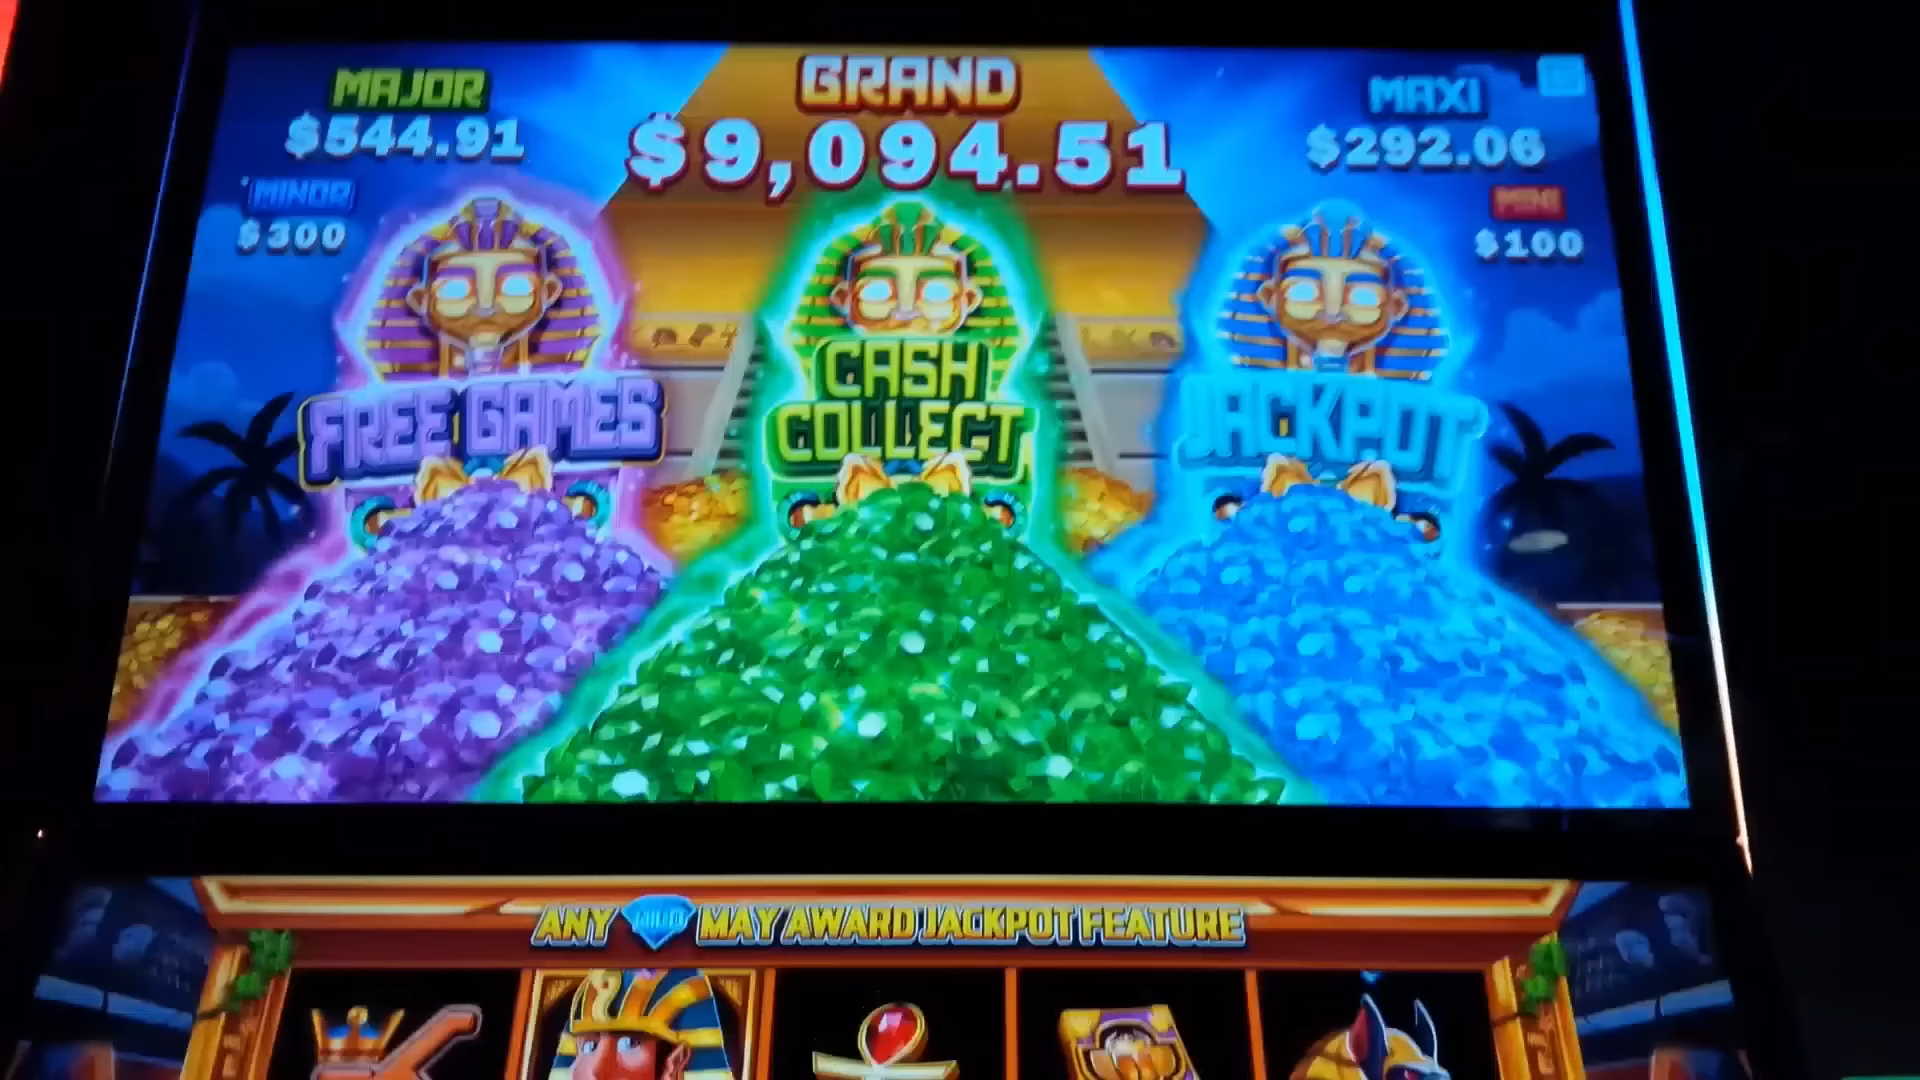 MAJOR
$544.91
GRAND
$9,094.51
MAXI
$292.06
MINOR
$300
MINI
$100
FREE GAMES
CASH
COLLECT
JACKPOT
ANY WILD MAY AWARD JACKPOT FEATURE
K